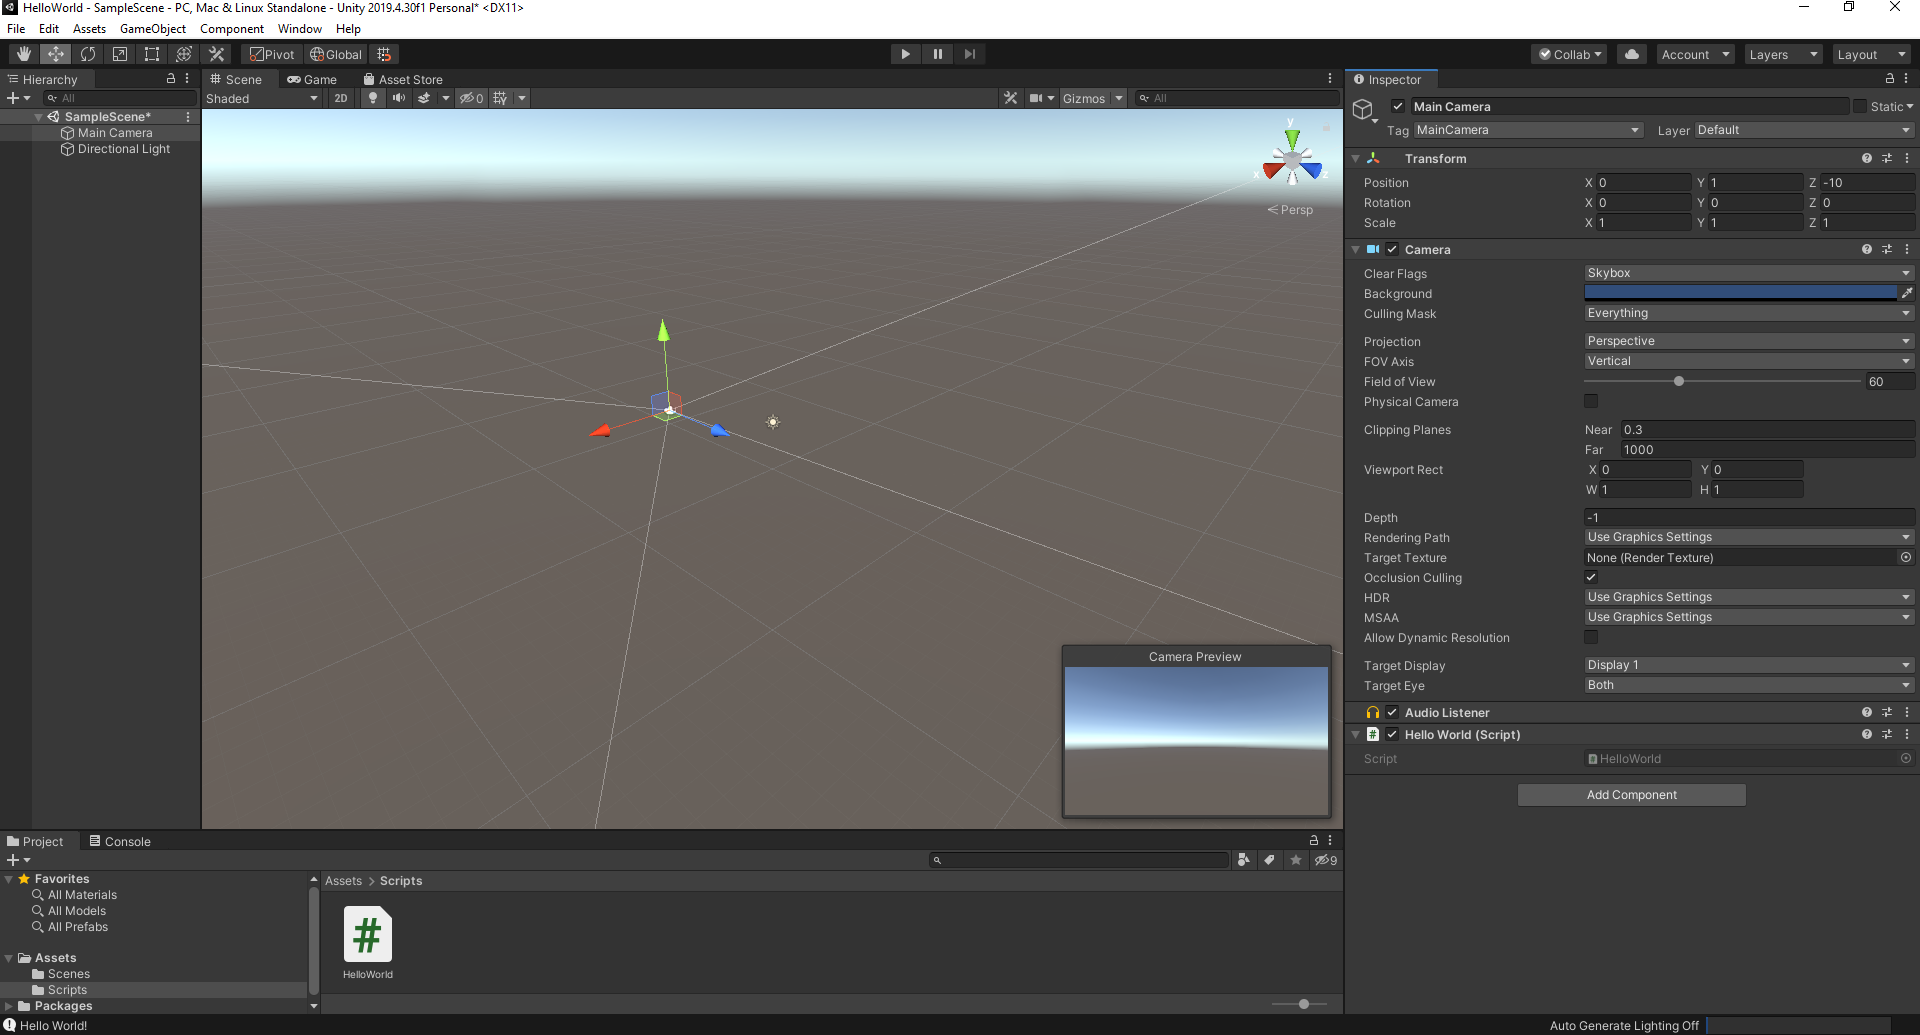 HelloWorld - SampleScene - PC, Mac & Linux Standalone - Unity 2019.4.30f1 Personal* <DX11>
File Edit Assets GameObject Component Window Help
Pivot Global Collab Account Layers Layout
Hierarchy
All
SampleScene*
Main Camera
Directional Light
Scene Game Asset Store
Shaded 2D 0 Gizmos All
y
x z
Persp
Camera Preview
Inspector
Main Camera Static
Tag MainCamera Layer Default
Transform
Position X 0 Y 1 Z -10
Rotation X 0 Y 0 Z 0
Scale X 1 Y 1 Z 1
Camera
Clear Flags Skybox
Background
Culling Mask Everything
Projection Perspective
FOV Axis Vertical
Field of View 60
Physical Camera
Clipping Planes Near 0.3
Far 1000
Viewport Rect X 0 Y 0
W 1 H 1
Depth -1
Rendering Path Use Graphics Settings
Target Texture None (Render Texture)
Occlusion Culling
HDR Use Graphics Settings
MSAA Use Graphics Settings
Allow Dynamic Resolution
Target Display Display 1
Target Eye Both
Audio Listener
# Hello World (Script)
Script # HelloWorld
Add Component
Project Console
9
Favorites
All Materials
All Models
All Prefabs
Assets
Scenes
Scripts
Packages
Assets > Scripts
#
HelloWorld
Hello World!
Auto Generate Lighting Off